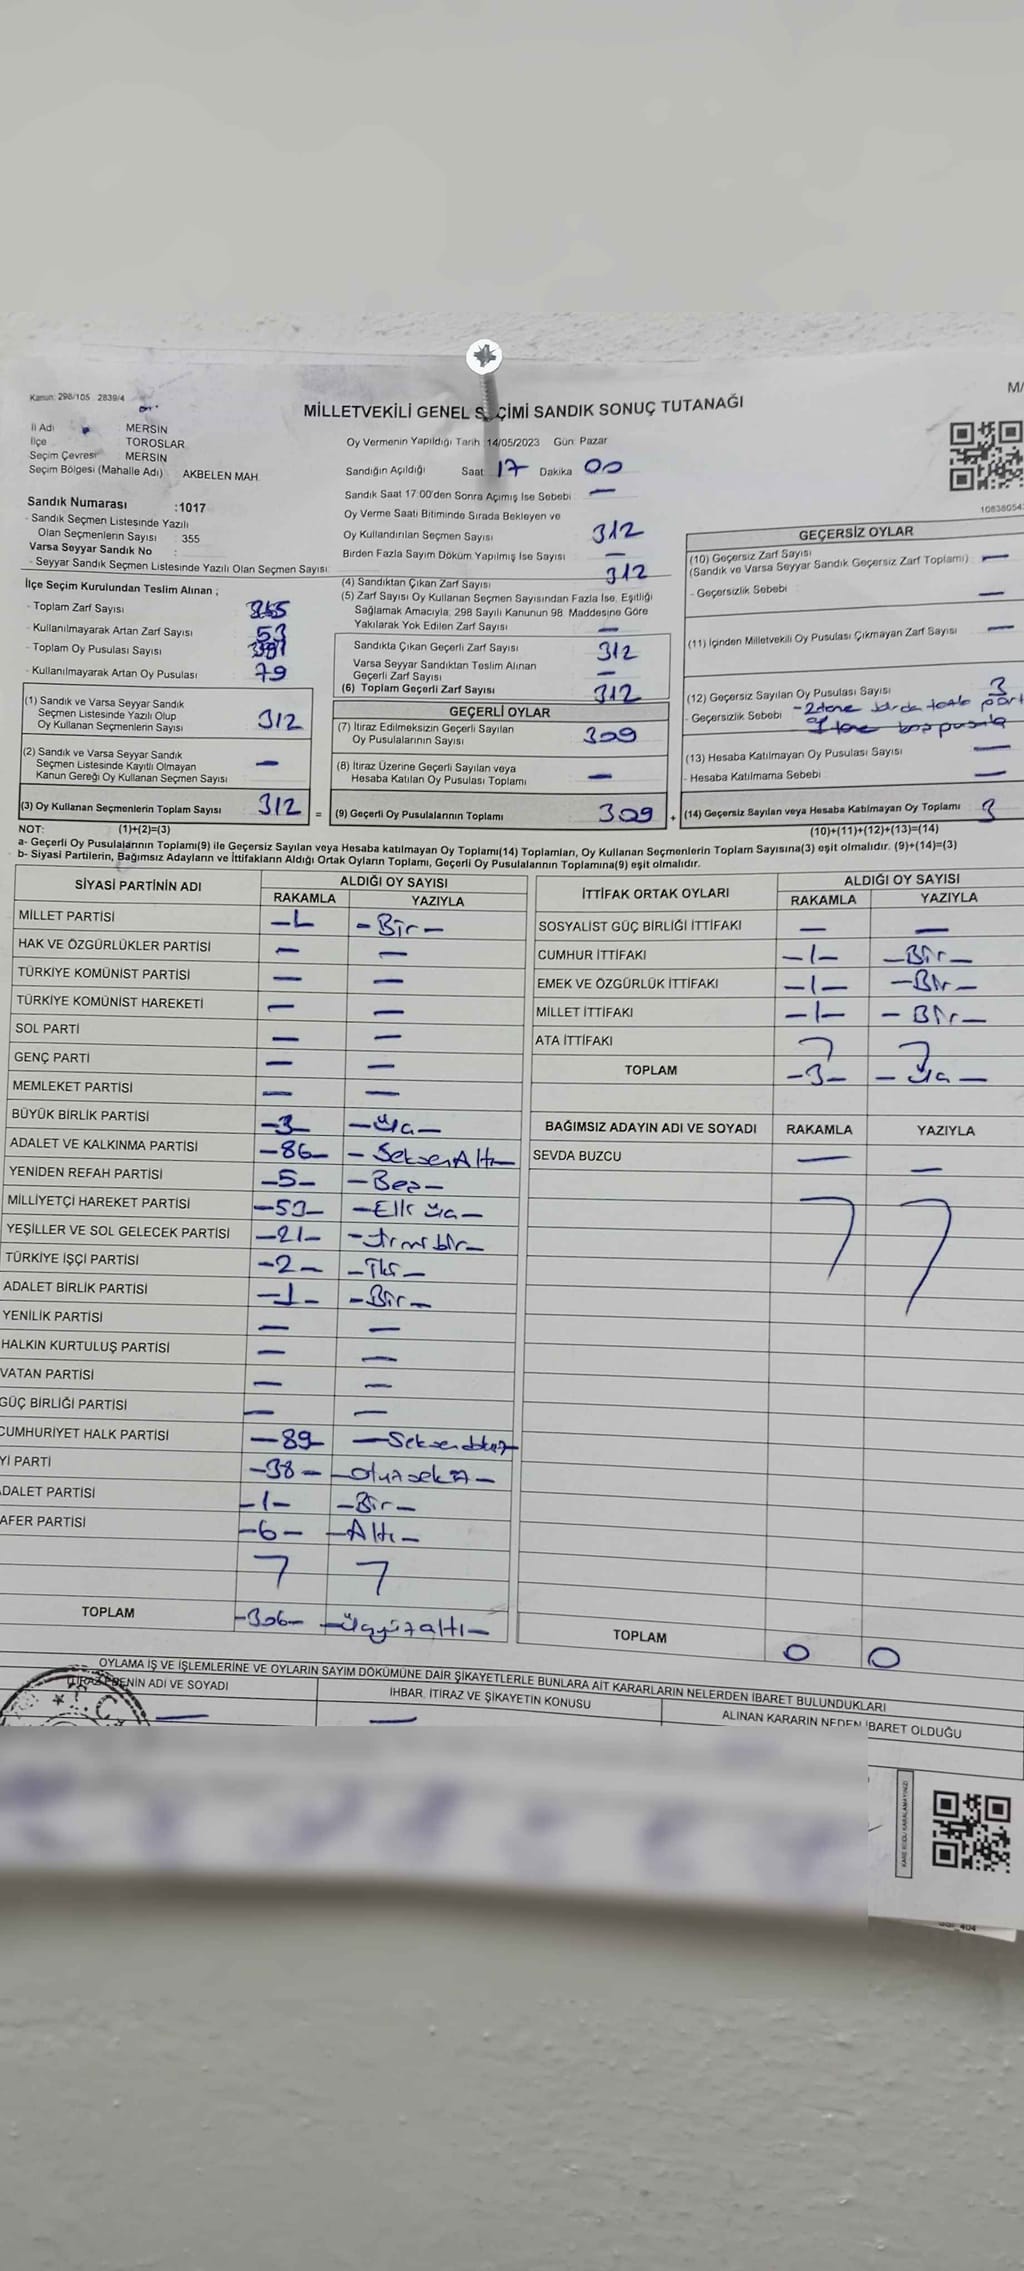 Kanun: 298/105 2839/4
MİLLETVEKİLİ GENEL S ÇİMİ SANDIK SONUÇ TUTANAĞI
M/
İl Adı MERSİN
İlçe TOROSLAR
Seçim Çevresi MERSİN
Seçim Bölgesi (Mahalle Adı) AKBELEN MAH
Oy Vermenin Yapıldığı Tarih 14/05/2023 Gün: Pazar
Sandığın Açıldığı Saat 17 Dakika 00
Sandık Saat 17:00'den Sonra Açımış İse Sebebi —
Oy Verme Saati Bitiminde Sırada Bekleyen ve
Oy Kullandırılan Seçmen Sayısı 312
Birden Fazla Sayım Döküm Yapılmış İse Sayısı —
10838054
Sandık Numarası :1017
- Sandık Seçmen Listesinde Yazılı
Olan Seçmenlerin Sayısı : 355
Varsa Seyyar Sandık No :
- Seyyar Sandık Seçmen Listesinde Yazılı Olan Seçmen Sayısı:
İlçe Seçim Kurulundan Teslim Alınan ;
- Toplam Zarf Sayısı
- Kullanılmayarak Artan Zarf Sayısı 53
- Toplam Oy Pusulası Sayısı
- Kullanılmayarak Artan Oy Pusulası 79
(1) Sandık ve Varsa Seyyar Sandık
Seçmen Listesinde Yazılı Olup
Oy Kullanan Seçmenlerin Sayısı 312
(2) Sandık ve Varsa Seyyar Sandık
Seçmen Listesinde Kayıtlı Olmayan
Kanun Gereği Oy Kullanan Seçmen Sayısı —
(3) Oy Kullanan Seçmenlerin Toplam Sayısı 312 =
(4) Sandıktan Çıkan Zarf Sayısı 312
(5) Zarf Sayısı Oy Kullanan Seçmen Sayısından Fazla İse, Eşitliği
Sağlamak Amacıyla, 298 Sayılı Kanunun 98. Maddesine Göre
Yakılarak Yok Edilen Zarf Sayısı —
Sandıkta Çıkan Geçerli Zarf Sayısı 312
Varsa Seyyar Sandıktan Teslim Alınan
Geçerli Zarf Sayısı —
(6) Toplam Geçerli Zarf Sayısı 312
GEÇERLİ OYLAR
(7) İtiraz Edilmeksizin Geçerli Sayılan
Oy Pusulalarının Sayısı 309
(8) İtiraz Üzerine Geçerli Sayılan veya
Hesaba Katılan Oy Pusulası Toplamı —
(9) Geçerli Oy Pusulalarının Toplamı 309 +
GEÇERSİZ OYLAR
(10) Geçersiz Zarf Sayısı
(Sandık ve Varsa Seyyar Sandık Geçersiz Zarf Toplamı) : —
- Geçersizlik Sebebi : —
(11) İçinden Milletvekili Oy Pusulası Çıkmayan Zarf Sayısı —
(12) Geçersiz Sayılan Oy Pusulası Sayısı 3
- Geçersizlik Sebebi -2 tane birden fazla part
1 tane boş pusula
(13) Hesaba Katılmayan Oy Pusulası Sayısı —
- Hesaba Katılmama Sebebi —
(14) Geçersiz Sayılan veya Hesaba Katılmayan Oy Toplamı 3
NOT: (1)+(2)=(3)
(10)+(11)+(12)+(13)=(14)
a- Geçerli Oy Pusulalarının Toplamı(9) ile Geçersiz Sayılan veya Hesaba katılmayan Oy Toplamı(14) Toplamları, Oy Kullanan Seçmenlerin Toplam Sayısına(3) eşit olmalıdır. (9)+(14)=(3)
b- Siyasi Partilerin, Bağımsız Adayların ve İttifakların Aldığı Ortak Oyların Toplamı, Geçerli Oy Pusulalarının Toplamına(9) eşit olmalıdır.
SİYASİ PARTİNİN ADI ALDIĞI OY SAYISI
RAKAMLA YAZIYLA
MİLLET PARTİSİ -1 -Bir-
HAK VE ÖZGÜRLÜKLER PARTİSİ — —
TÜRKİYE KOMÜNİST PARTİSİ — —
TÜRKİYE KOMÜNİST HAREKETİ — —
SOL PARTİ — —
GENÇ PARTİ — —
MEMLEKET PARTİSİ — —
BÜYÜK BİRLİK PARTİSİ -3 -Üç-
ADALET VE KALKINMA PARTİSİ -86- -SeksenAltı-
YENİDEN REFAH PARTİSİ -5- -Beş-
MİLLİYETÇİ HAREKET PARTİSİ -53- -Elli üç-
YEŞİLLER VE SOL GELECEK PARTİSİ -21- -yirmi bir-
TÜRKİYE İŞÇİ PARTİSİ -2- -İki-
ADALET BİRLİK PARTİSİ -1- -Bir-
YENİLİK PARTİSİ — —
HALKIN KURTULUŞ PARTİSİ — —
VATAN PARTİSİ — —
GÜÇ BİRLİĞİ PARTİSİ — —
CUMHURİYET HALK PARTİSİ -89- -Seksendokuz-
Yİ PARTİ -38- -otuzsekiz-
DALET PARTİSİ -1- -Bir-
AFER PARTİSİ -6- -Altı-
TOPLAM -306- -üçyüzaltı-
İTTİFAK ORTAK OYLARI ALDIĞI OY SAYISI
RAKAMLA YAZIYLA
SOSYALİST GÜÇ BİRLİĞİ İTTİFAKI — —
CUMHUR İTTİFAKI -1- -Bir-
EMEK VE ÖZGÜRLÜK İTTİFAKI -1- -Bir-
MİLLET İTTİFAKI -1- -Bir-
ATA İTTİFAKI
TOPLAM -3- -üç-
BAĞIMSIZ ADAYIN ADI VE SOYADI RAKAMLA YAZIYLA
SEVDA BUZCU — —
TOPLAM 0 0
OYLAMA İŞ VE İŞLEMLERİNE VE OYLARIN SAYIM DÖKÜMÜNE DAİR ŞİKAYETLERLE BUNLARA AİT KARARLARIN NELERDEN İBARET BULUNDUKLARI
İTİRAZ EDENİN ADI VE SOYADI
İHBAR, İTİRAZ VE ŞİKAYETİN KONUSU
ALINAN KARARIN NEDEN İBARET OLDUĞU
— —
KARE KODU KARALAMAYINIZ!
404